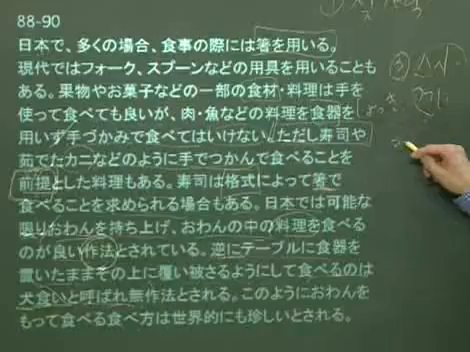 88-90
日本で、多くの場合、食事の際には箸を用いる。
現代ではフォーク、スプーンなどの用具を用いることも
ある。果物やお菓子などの一部の食材・料理は手を
使って食べても良いが、肉・魚などの料理を食器を
用いず手づかみで食べてはいけない。ただし寿司や
茹でたカニなどのように手でつかんで食べることを
前提とした料理もある。寿司は格式によって箸で
食べることを求められる場合もある。日本では可能な
限りおわんを持ち上げ、おわんの中の料理を食べる
のが良い作法とされている。逆にテーブルに食器を
置いたままその上に覆い被さるようにして食べるのは
犬食いと呼ばれ無作法とされる。このようにおわんを
もって食べる食べ方は世界的にも珍しいとされる。